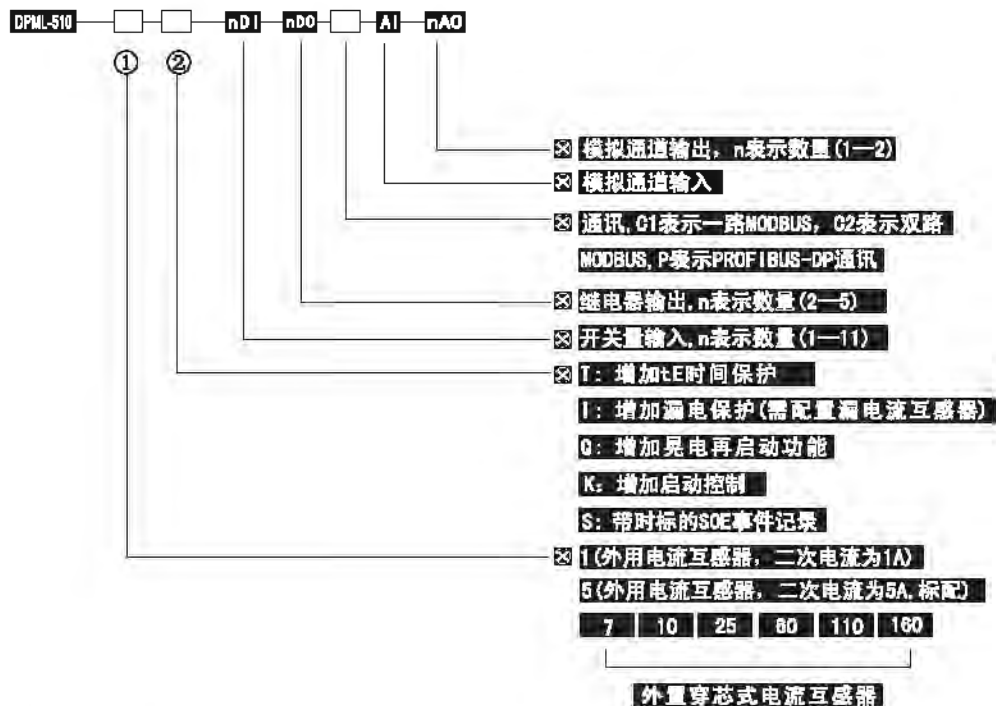 DPML-510 nDI nDO AI nAO
① ②
模拟通道输出，n表示数量(1—2)
模拟通道输入
通讯,C1表示一路MODBUS，C2表示双路
MODBUS,P表示PROFIBUS-DP通讯
继电器输出,n表示数量(2—5)
开关量输入,n表示数量(1—11)
T：增加tE时间保护
I：增加漏电保护(需配置漏电流互感器)
Q：增加晃电再启动功能
K：增加启动控制
S：带时标的SOE事件记录
1(外用电流互感器，二次电流为1A)
5(外用电流互感器，二次电流为5A,标配)
7 10 25 80 110 160
外置穿芯式电流互感器